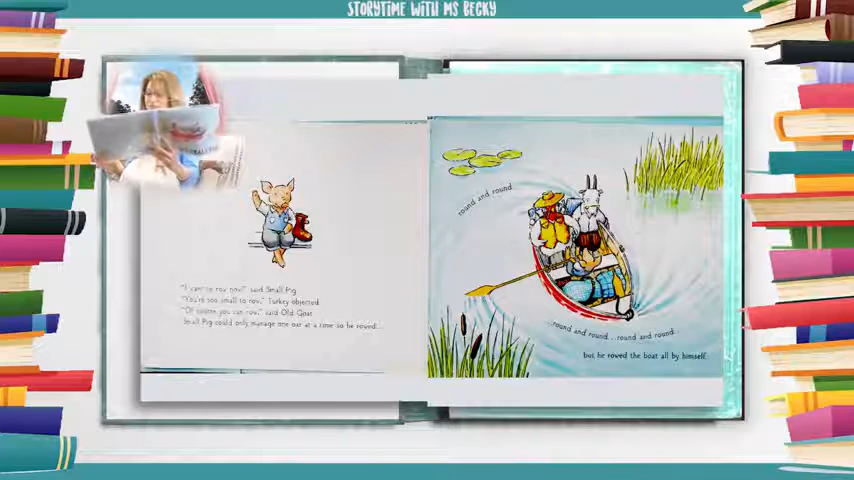 STORYTIME WITH MS BECKY
"I can to row now!" said Small Pig.
"You're too small to row," Turkey objected.
"Of course you can row," said Old Goat.
Small Pig could only manage one oar at a time so he rowed...
round and round
...round and round...round and round...
but he rowed the boat all by himself.